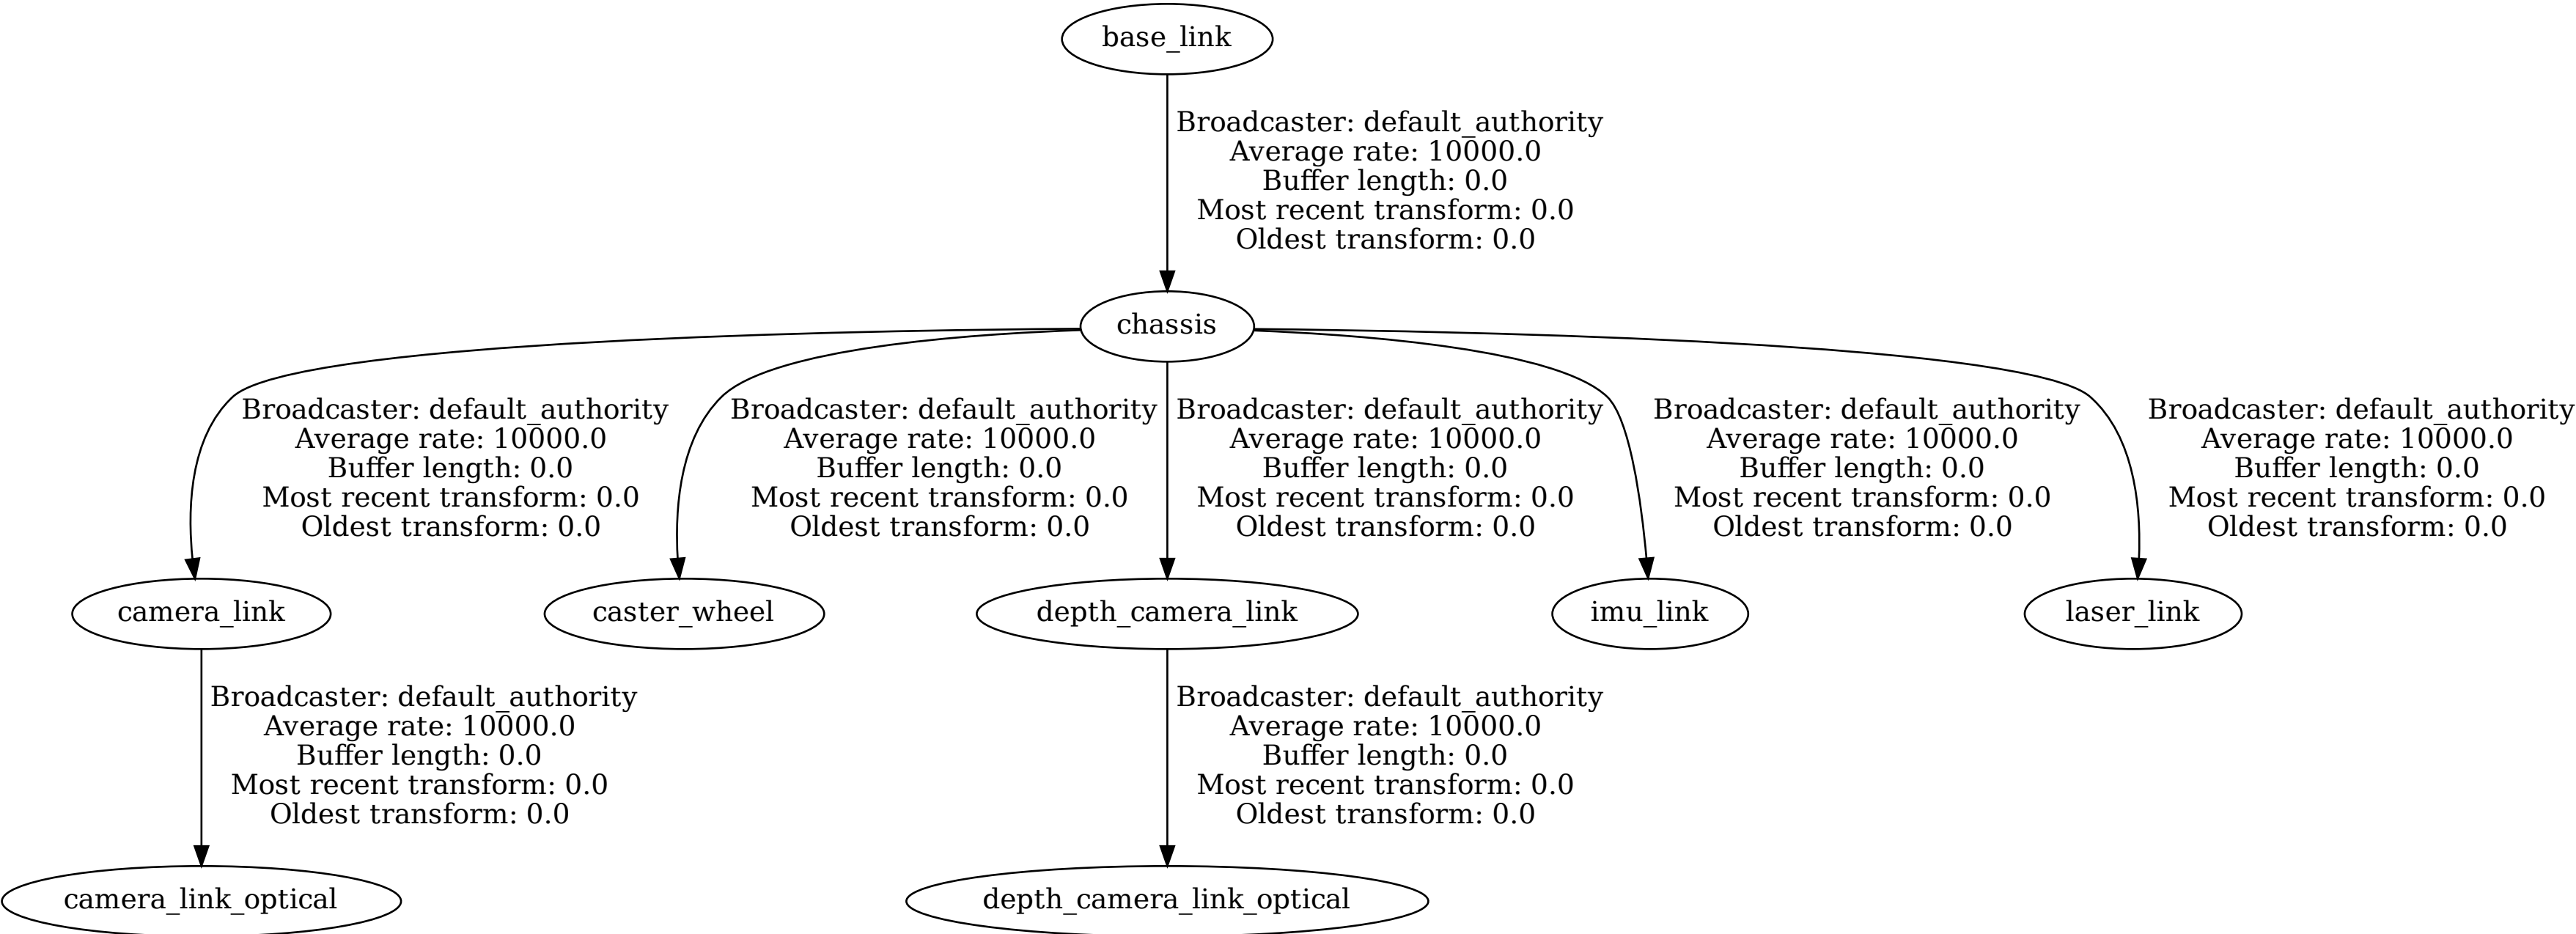 base_link
Broadcaster: default_authority
Average rate: 10000.0
Buffer length: 0.0
Most recent transform: 0.0
Oldest transform: 0.0
chassis
Broadcaster: default_authority
Average rate: 10000.0
Buffer length: 0.0
Most recent transform: 0.0
Oldest transform: 0.0
Broadcaster: default_authority
Average rate: 10000.0
Buffer length: 0.0
Most recent transform: 0.0
Oldest transform: 0.0
Broadcaster: default_authority
Average rate: 10000.0
Buffer length: 0.0
Most recent transform: 0.0
Oldest transform: 0.0
Broadcaster: default_authority
Average rate: 10000.0
Buffer length: 0.0
Most recent transform: 0.0
Oldest transform: 0.0
Broadcaster: default_authority
Average rate: 10000.0
Buffer length: 0.0
Most recent transform: 0.0
Oldest transform: 0.0
camera_link
caster_wheel
depth_camera_link
imu_link
laser_link
Broadcaster: default_authority
Average rate: 10000.0
Buffer length: 0.0
Most recent transform: 0.0
Oldest transform: 0.0
Broadcaster: default_authority
Average rate: 10000.0
Buffer length: 0.0
Most recent transform: 0.0
Oldest transform: 0.0
camera_link_optical
depth_camera_link_optical